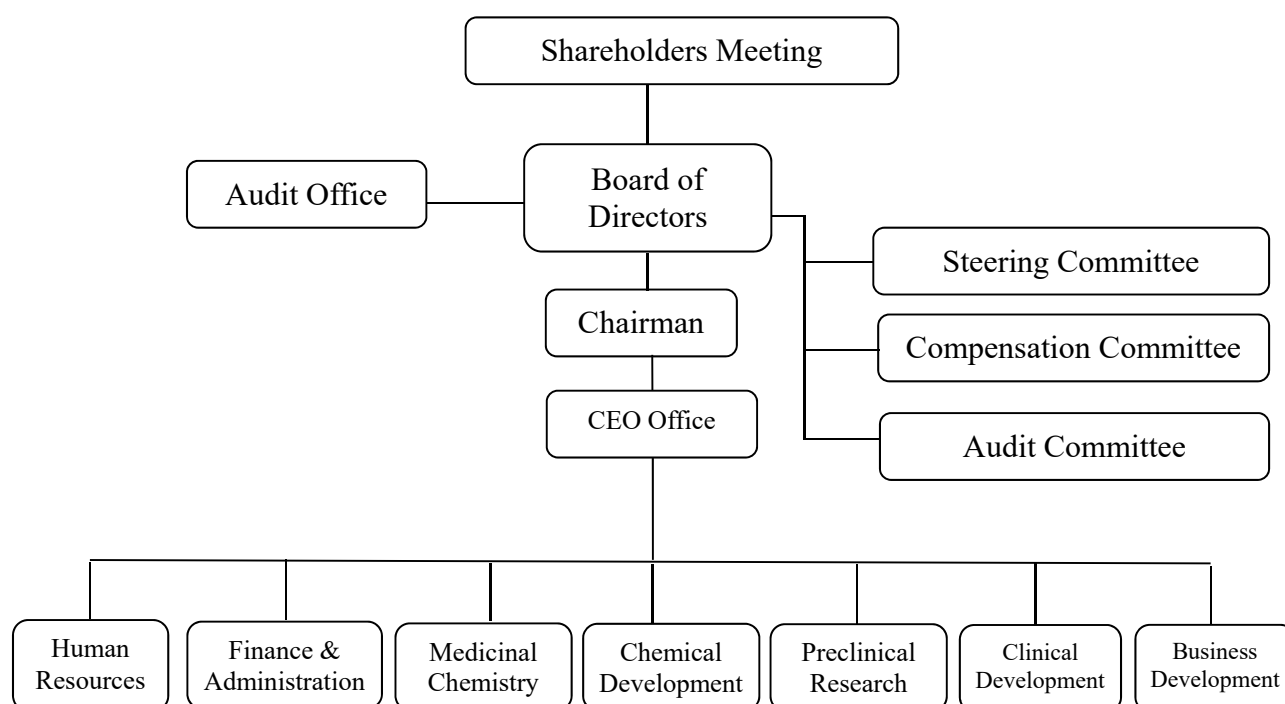 Shareholders Meeting
Audit Office
Board of
Directors
Steering Committee
Chairman
Compensation Committee
CEO Office
Audit Committee
Human
Resources
Finance &
Administration
Medicinal
Chemistry
Chemical
Development
Preclinical
Research
Clinical
Development
Business
Development